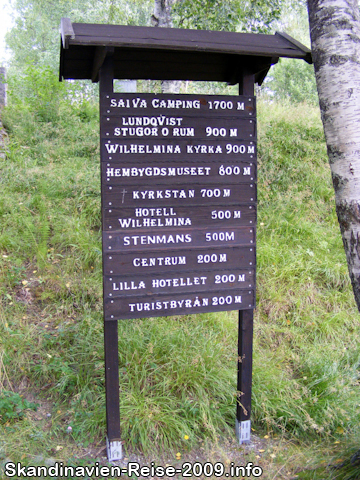 SAIVA CAMPING 1700 M
LUNDQVIST
STUGOR O RUM 900 M
WILHELMINA KYRKA 900 M
HEMBYGDSMUSEET 800 M
KYRKSTAN 700 M
HOTELL
WILHELMINA 500 M
STENMANS 500M
CENTRUM 200 M
LILLA HOTELLET 200 M
TURISTBYRÅN 200 M
Skandinavien-Reise-2009.info